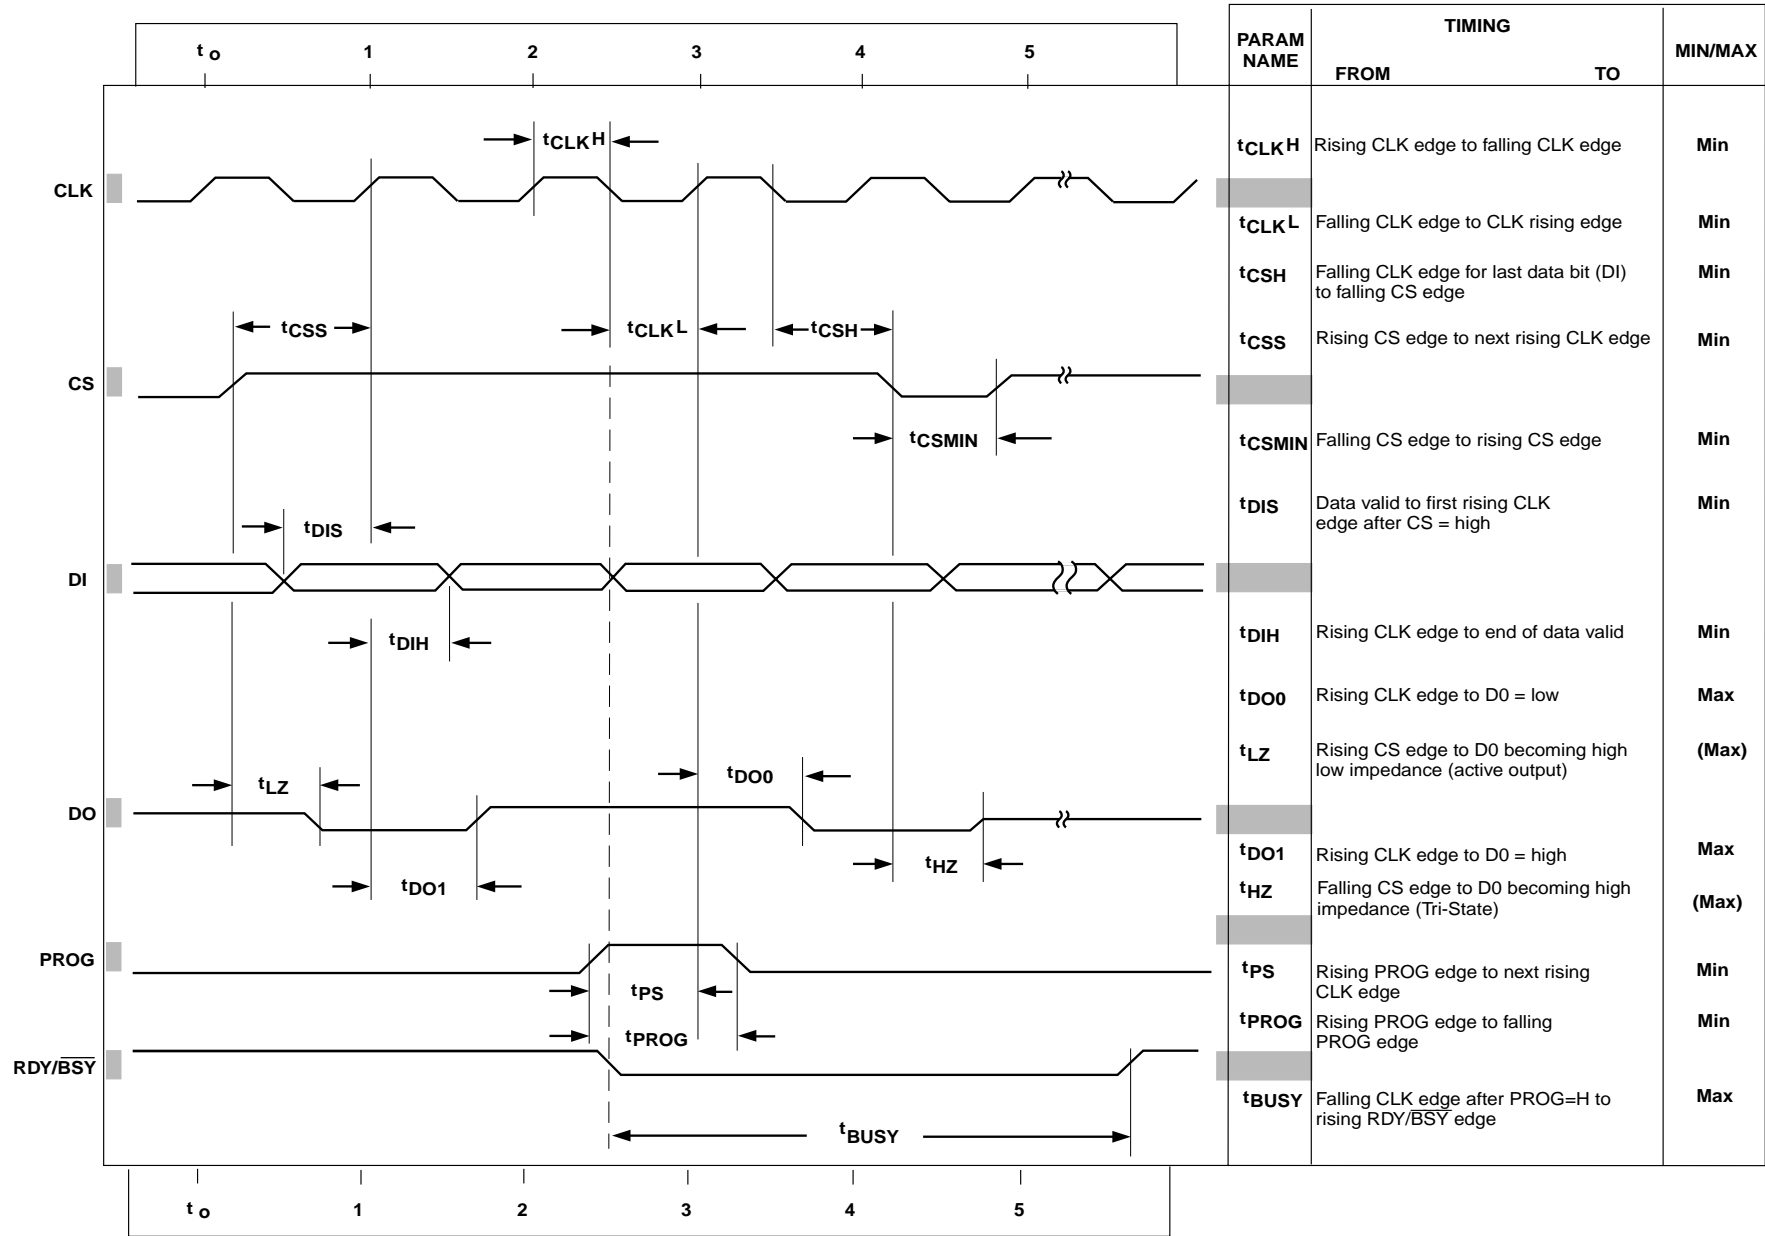 to 1 2 3 4 5
PARAM NAME
TIMING
FROM TO
MIN/MAX
tCLKH
CLK
tCLKH Rising CLK edge to falling CLK edge Min
tCLKL Falling CLK edge to CLK rising edge Min
tCSH Falling CLK edge for last data bit (DI)
to falling CS edge Min
tCSS tCLKL tCSH
tCSS Rising CS edge to next rising CLK edge Min
CS
tCSMIN
tCSMIN Falling CS edge to rising CS edge Min
tDIS
tDIS Data valid to first rising CLK
edge after CS = high Min
DI
tDIH
tDIH Rising CLK edge to end of data valid Min
tDO0 Rising CLK edge to D0 = low Max
tLZ tDO0
tLZ Rising CS edge to D0 becoming high
low impedance (active output) (Max)
DO
tDO1 tHZ
tDO1 Rising CLK edge to D0 = high Max
tHZ Falling CS edge to D0 becoming high
impedance (Tri-State) (Max)
PROG
tPS
tPS Rising PROG edge to next rising
CLK edge Min
tPROG
tPROG Rising PROG edge to falling
PROG edge Min
RDY/BSY
tBUSY
tBUSY Falling CLK edge after PROG=H to
rising RDY/BSY edge Max
to 1 2 3 4 5